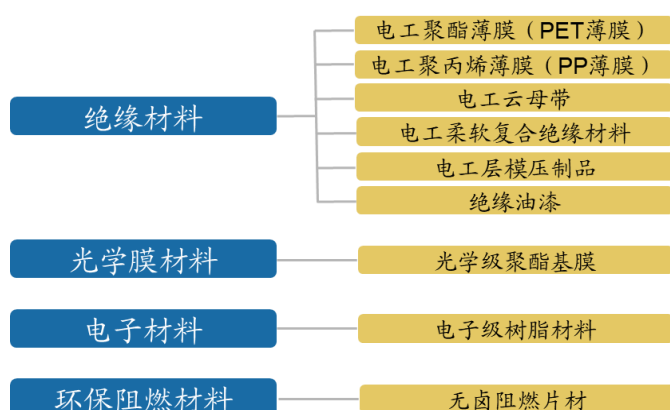 电工聚酯薄膜（PET薄膜）
电工聚丙烯薄膜（PP薄膜）
电工云母带
绝缘材料
电工柔软复合绝缘材料
电工层模压制品
绝缘油漆
光学膜材料
光学级聚酯基膜
电子材料
电子级树脂材料
环保阻燃材料
无卤阻燃片材